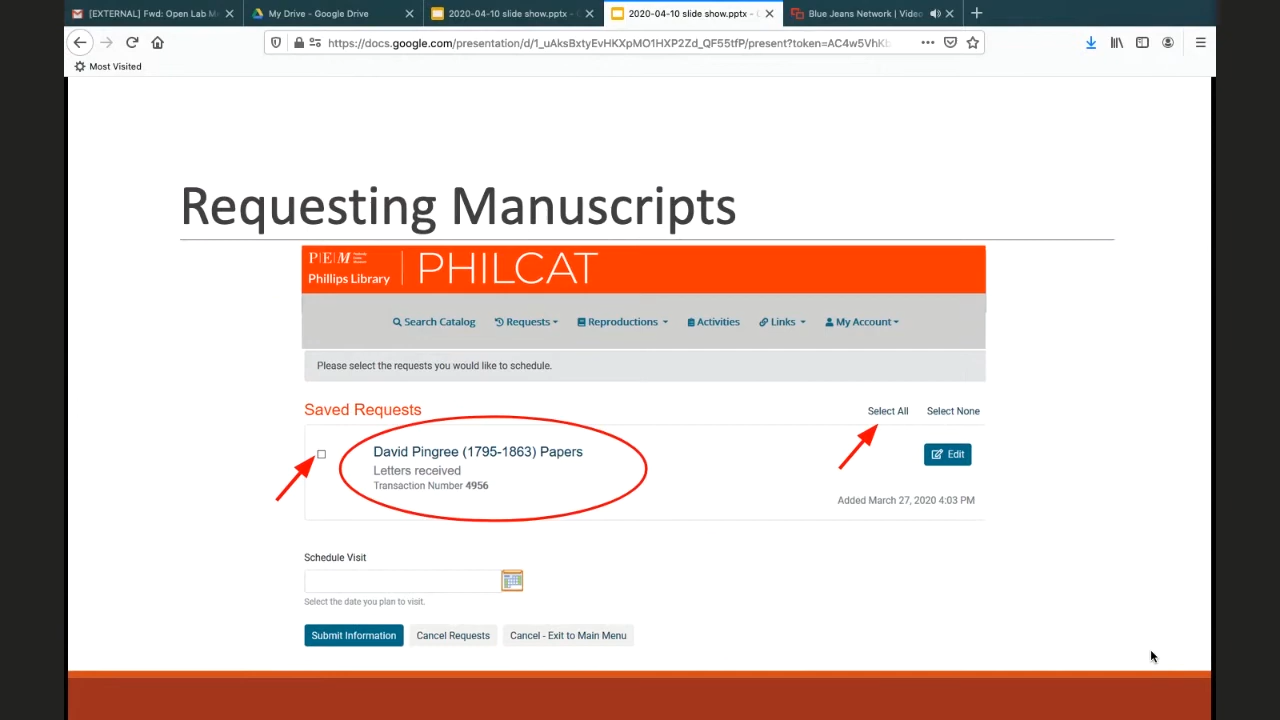 [EXTERNAL] Fwd: Open Lab M
My Drive - Google Drive
2020-04-10 slide show.pptx -
2020-04-10 slide show.pptx -
Blue Jeans Network | Video
https://docs.google.com/presentation/d/1_uAksBxtyEvHKXpMO1HXP2Zd_QF55tfP/present?token=AC4w5VhKb
Most Visited
Requesting Manuscripts
PEM
Phillips Library
PHILCAT
Search Catalog Requests Reproductions Activities Links My Account
Please select the requests you would like to schedule.
Saved Requests
Select All Select None
David Pingree (1795-1863) Papers
Edit
Letters received
Transaction Number 4956
Added March 27, 2020 4:03 PM
Schedule Visit
Select the date you plan to visit.
Submit Information Cancel Requests Cancel - Exit to Main Menu